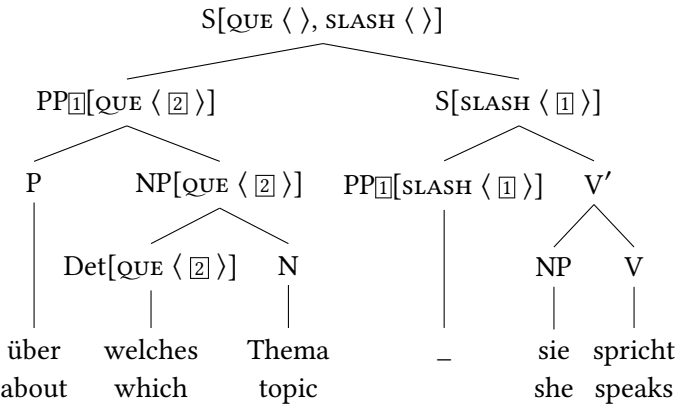 S[QUE ⟨ ⟩, SLASH ⟨ ⟩]
PP1[QUE ⟨ 2 ⟩] S[SLASH ⟨ 1 ⟩]
P NP[QUE ⟨ 2 ⟩] PP1[SLASH ⟨ 1 ⟩] V′
Det[QUE ⟨ 2 ⟩] N NP V
über welches Thema _ sie spricht
about which topic she speaks